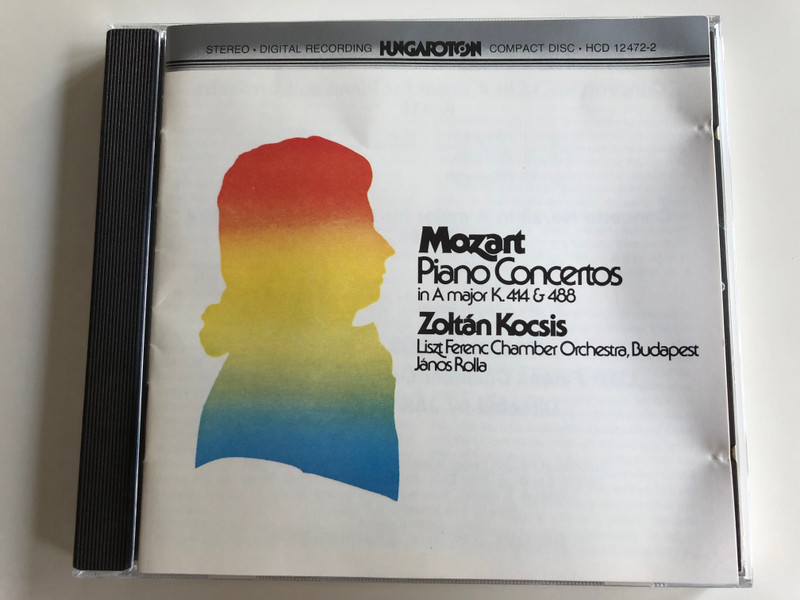 STEREO • DIGITAL RECORDING HUNGAROTON COMPACT DISC • HCD 12472-2
Mozart
Piano Concertos
in A major K. 414 & 488
Zoltán Kocsis
Liszt Ferenc Chamber Orchestra, Budapest
János Rolla